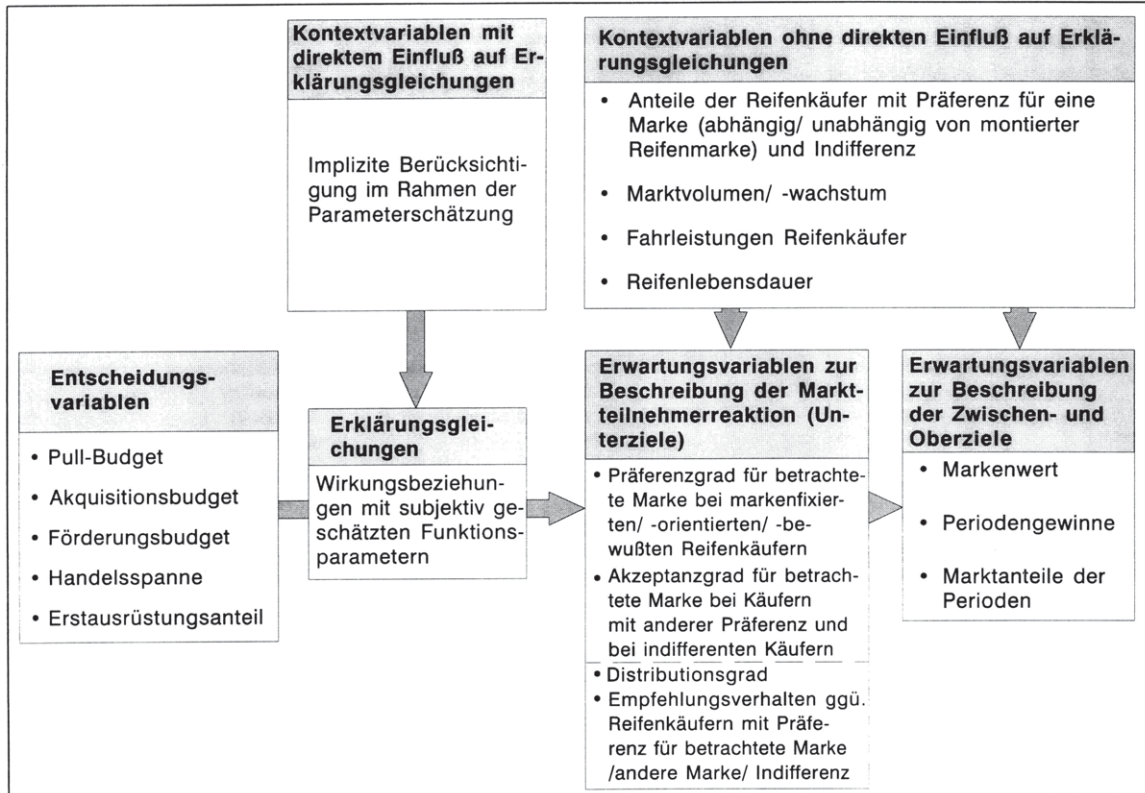 Kontextvariablen mit
direktem Einfluß auf Er-
klärungsgleichungen
Implizite Berücksichti-
gung im Rahmen der
Parameterschätzung
Kontextvariablen ohne direkten Einfluß auf Erklä-
rungsgleichungen
• Anteile der Reifenkäufer mit Präferenz für eine
Marke (abhängig/ unabhängig von montierter
Reifenmarke) und Indifferenz
• Marktvolumen/ -wachstum
• Fahrleistungen Reifenkäufer
• Reifenlebensdauer
Entscheidungs-
variablen
• Pull-Budget
• Akquisitionsbudget
• Förderungsbudget
• Handelsspanne
• Erstausrüstungsanteil
Erklärungsglei-
chungen
Wirkungsbeziehun-
gen mit subjektiv ge-
schätzten Funktions-
parametern
Erwartungsvariablen zur
Beschreibung der Markt-
teilnehmerreaktion (Un-
terziele)
• Präferenzgrad für betrachte-
te Marke bei markenfixier-
ten/ -orientierten/ -be-
wußten Reifenkäufern
• Akzeptanzgrad für betrach-
tete Marke bei Käufern
mit anderer Präferenz und
bei indifferenten Käufern
• Distributionsgrad
• Empfehlungsverhalten ggü.
Reifenkäufern mit Präfe-
renz für betrachtete Marke
/andere Marke/ Indifferenz
Erwartungsvariablen
zur Beschreibung
der Zwischen- und
Oberziele
• Markenwert
• Periodengewinne
• Marktanteile der
Perioden